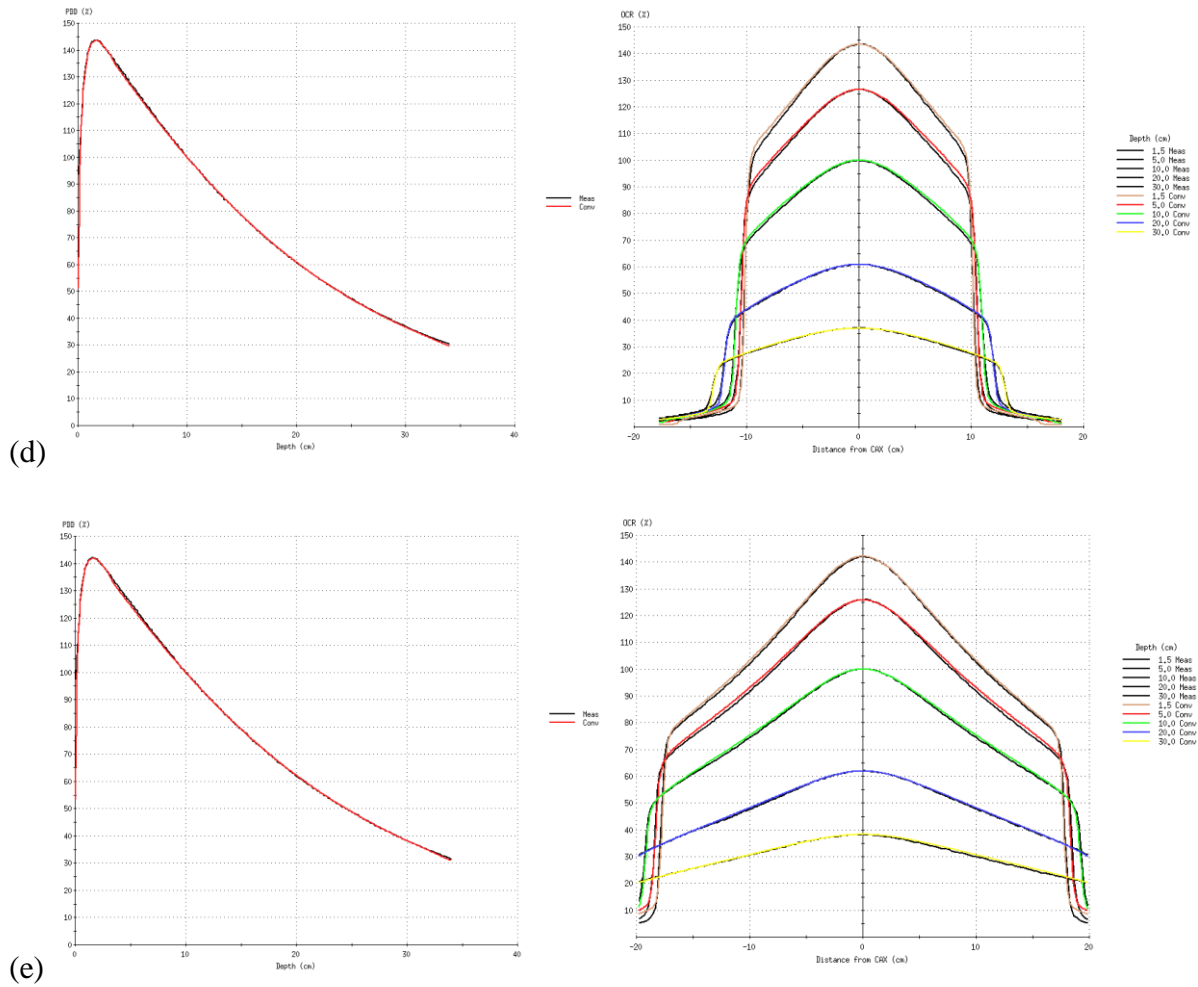 PDD (%)
150
140
130
120
110
100
90
80
70
60
50
40
30
20
10
0
0 10 20 30 40
Depth (cm)
Meas
Conv
OCR (%)
150
140
130
120
110
100
90
80
70
60
50
40
30
20
10
-20 -10 0 10 20
Distance from CAX (cm)
Depth (cm)
1.5 Meas
5.0 Meas
10.0 Meas
20.0 Meas
30.0 Meas
1.5 Conv
5.0 Conv
10.0 Conv
20.0 Conv
30.0 Conv
(d)
PDD (%)
150
140
130
120
110
100
90
80
70
60
50
40
30
20
10
0
0 10 20 30 40
Depth (cm)
Meas
Conv
OCR (%)
150
140
130
120
110
100
90
80
70
60
50
40
30
20
10
-20 -10 0 10 20
Distance from CAX (cm)
Depth (cm)
1.5 Meas
5.0 Meas
10.0 Meas
20.0 Meas
30.0 Meas
1.5 Conv
5.0 Conv
10.0 Conv
20.0 Conv
30.0 Conv
(e)